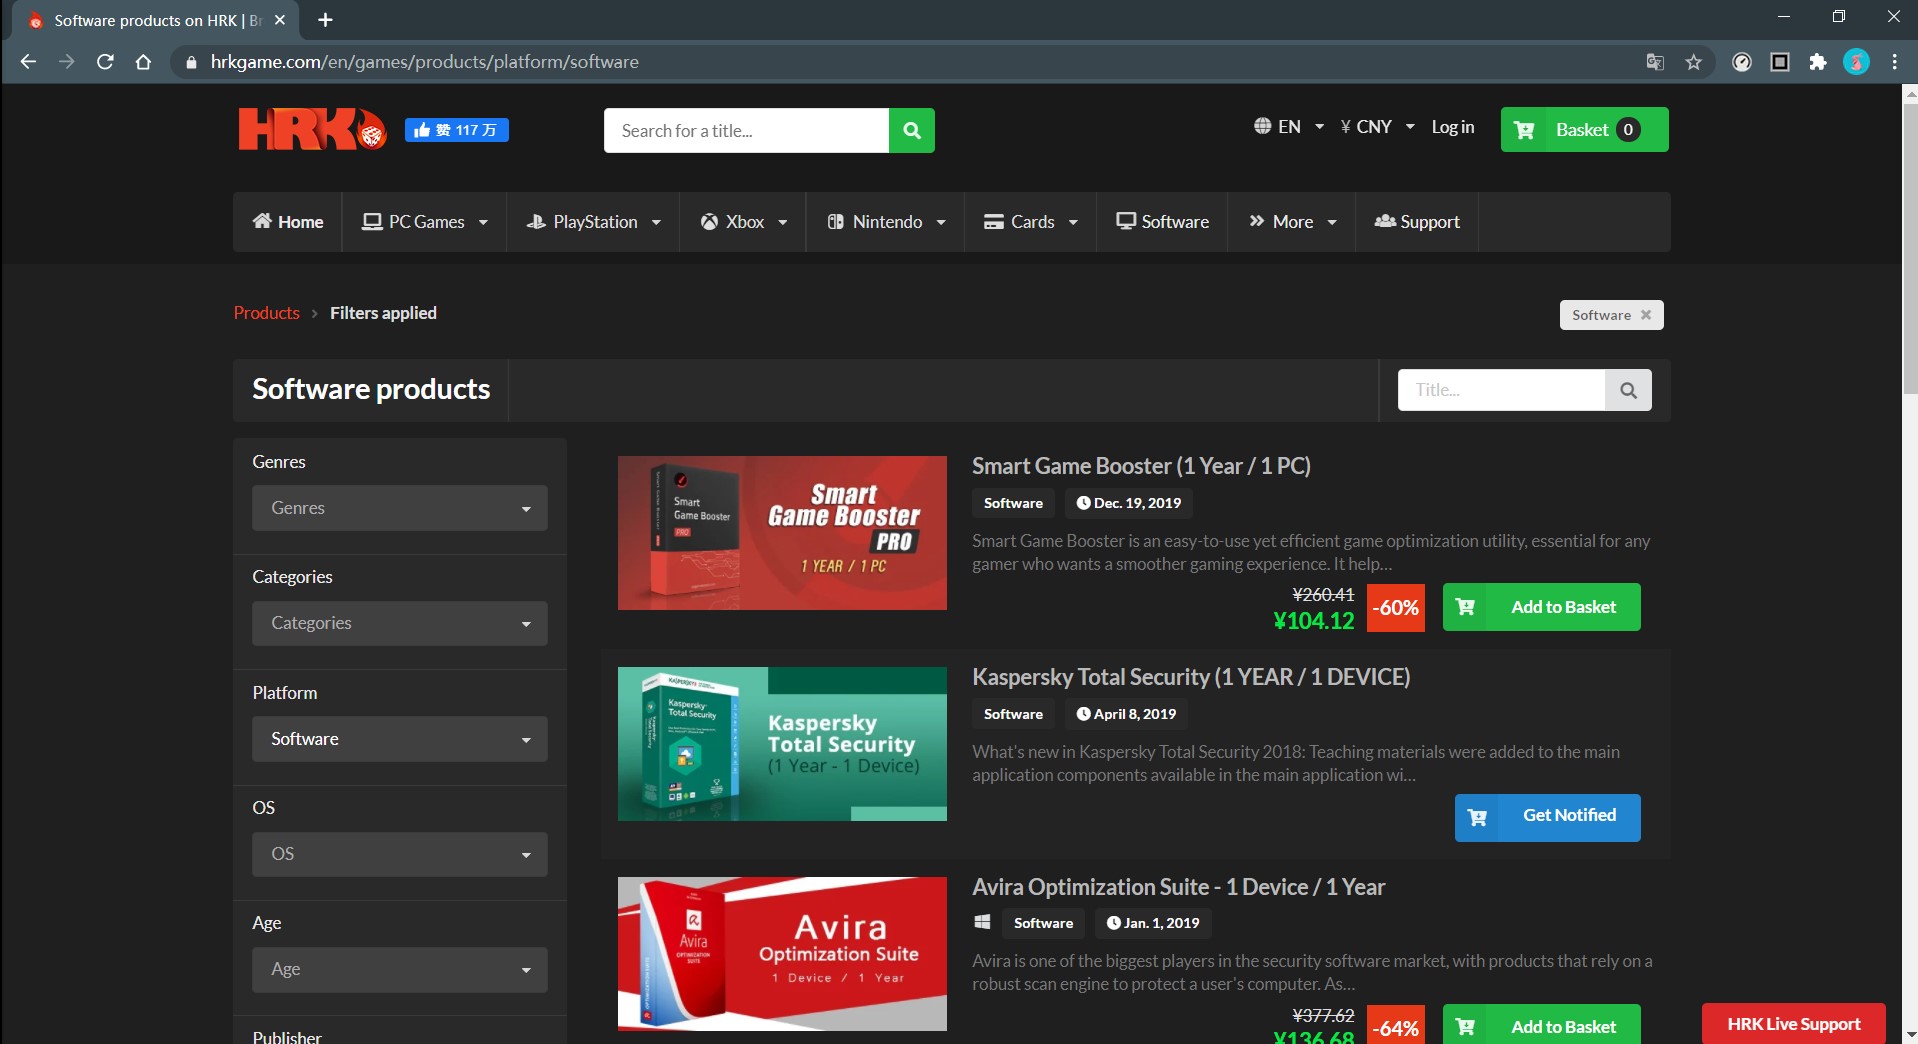 Software products on HRK | Br
hrkgame.com/en/games/products/platform/software
HRK
赞 117 万
Search for a title...
EN
¥ CNY
Log in
Basket 0
Home
PC Games
PlayStation
Xbox
Nintendo
Cards
Software
More
Support
Products
Filters applied
Software
Software products
Title...
Genres
Genres
Categories
Categories
Platform
Software
OS
OS
Age
Age
Publisher
Smart
Game Booster
PRO
Smart
Game Booster
PRO
1 YEAR / 1 PC
Smart Game Booster (1 Year / 1 PC)
Software
Dec. 19, 2019
Smart Game Booster is an easy-to-use yet efficient game optimization utility, essential for any
gamer who wants a smoother gaming experience. It help...
¥260.41
¥104.12
-60%
Add to Basket
Kaspersky
Total Security
Kaspersky
Total Security
(1 Year - 1 Device)
Kaspersky Total Security (1 YEAR / 1 DEVICE)
Software
April 8, 2019
What's new in Kaspersky Total Security 2018: Teaching materials were added to the main
application components available in the main application wi...
Get Notified
Avira
OPTIMIZATION
SUITE
Avira
Optimization Suite
1 Device / 1 Year
Avira Optimization Suite - 1 Device / 1 Year
Software
Jan. 1, 2019
Avira is one of the biggest players in the security software market, with products that rely on a
robust scan engine to protect a user's computer. As...
¥377.62
¥136.68
-64%
Add to Basket
HRK Live Support